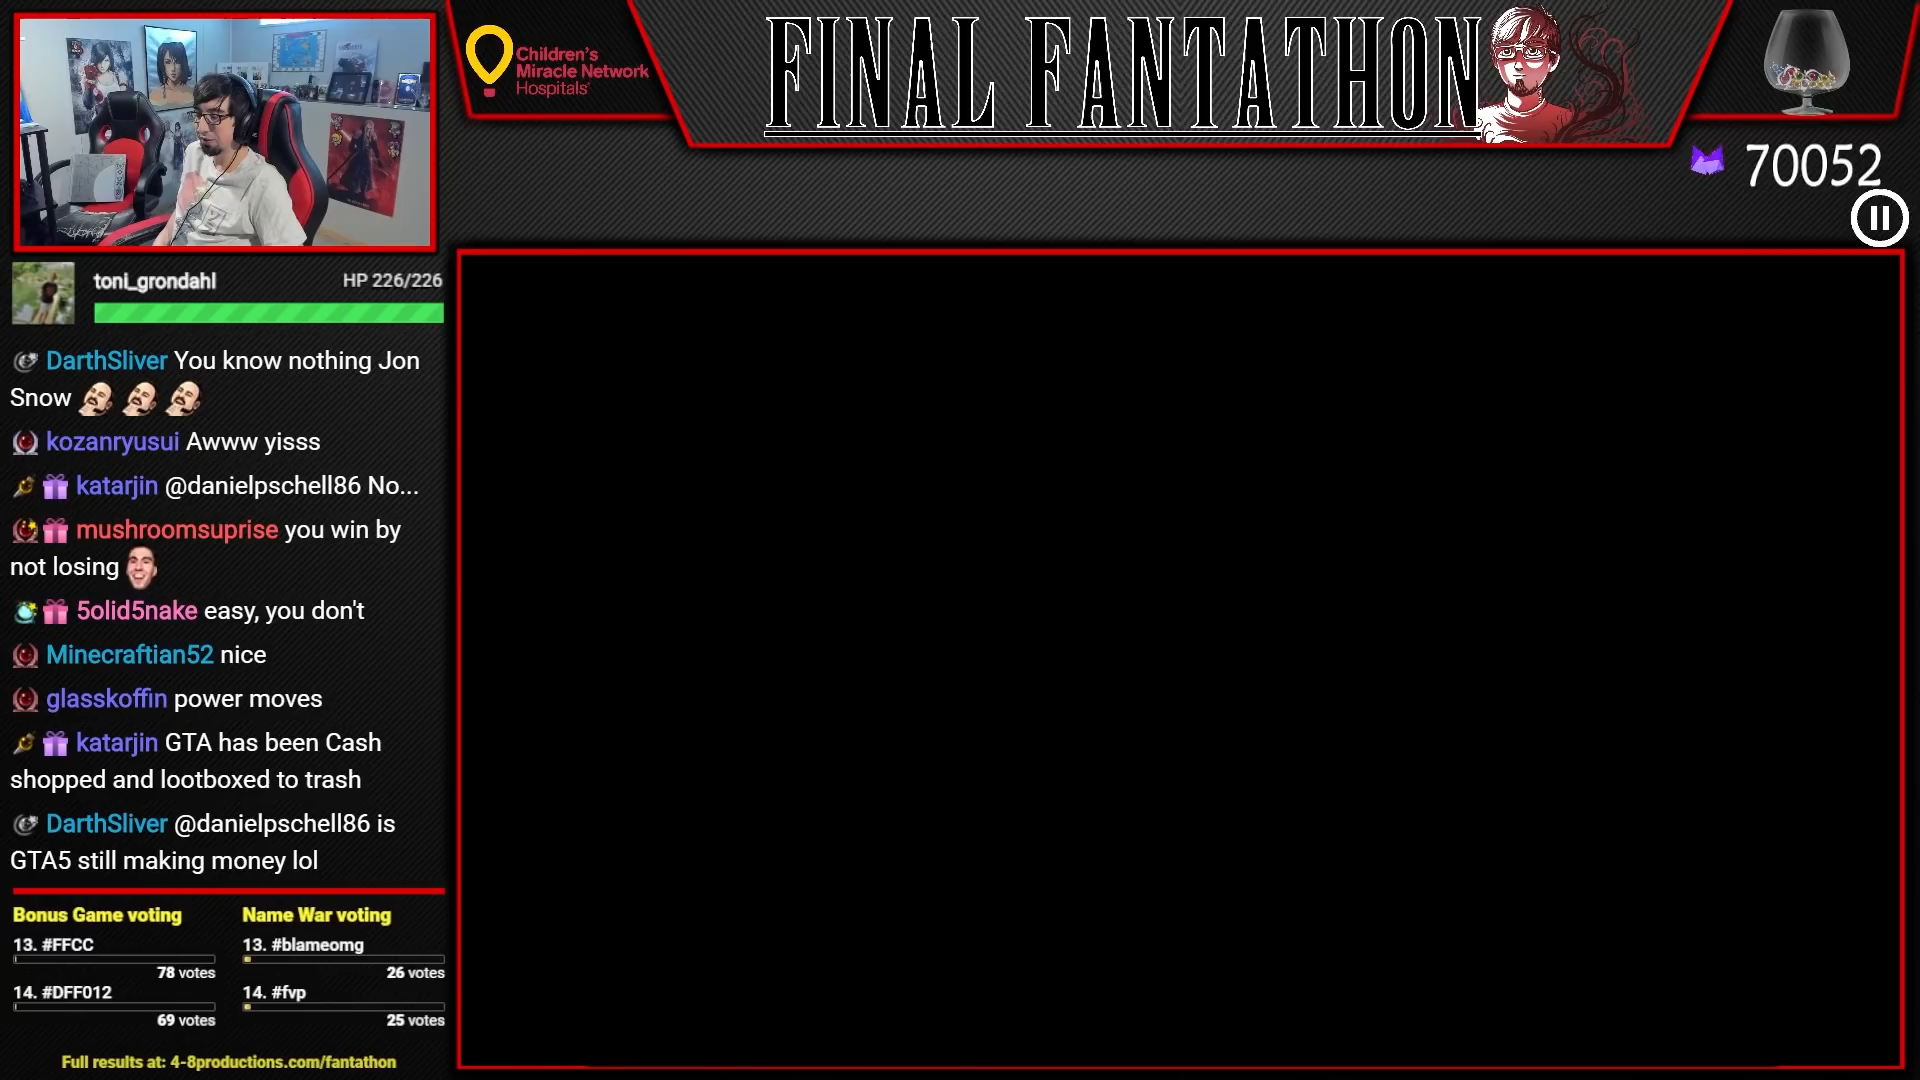 Children's
Miracle Network
Hospitals
FINAL FANTATHON
70052
toni_grondahl HP 226/226
DarthSliver You know nothing Jon
Snow
kozanryusui Awww yisss
katarjin @danielpschell86 No...
mushroomsuprise you win by
not losing
5olid5nake easy, you don't
Minecraftian52 nice
glasskoffin power moves
katarjin GTA has been Cash
shopped and lootboxed to trash
DarthSliver @danielpschell86 is
GTA5 still making money lol
Bonus Game voting
13. #FFCC
78 votes
14. #DFF012
69 votes
Name War voting
13. #blameomg
26 votes
14. #fvp
25 votes
Full results at: 4-8productions.com/fantathon